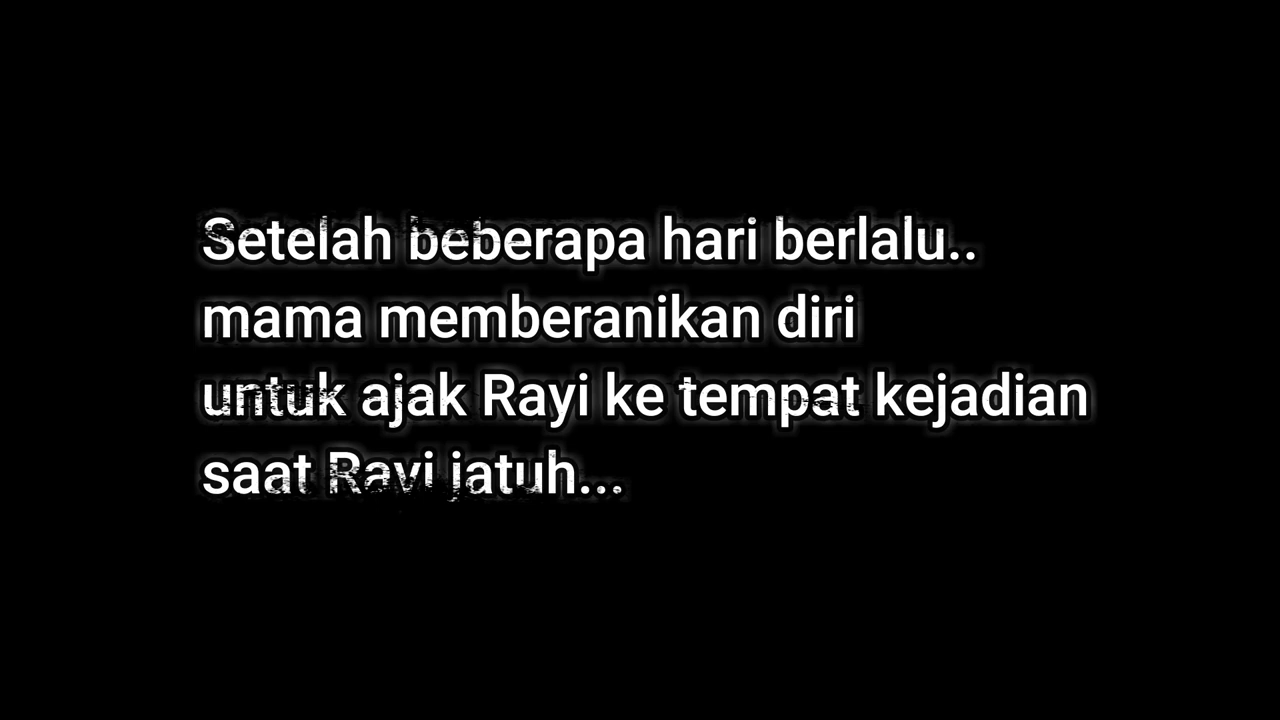 Setelah beberapa hari berlalu..
mama memberanikan diri
untuk ajak Rayi ke tempat kejadian
saat Rayi jatuh...